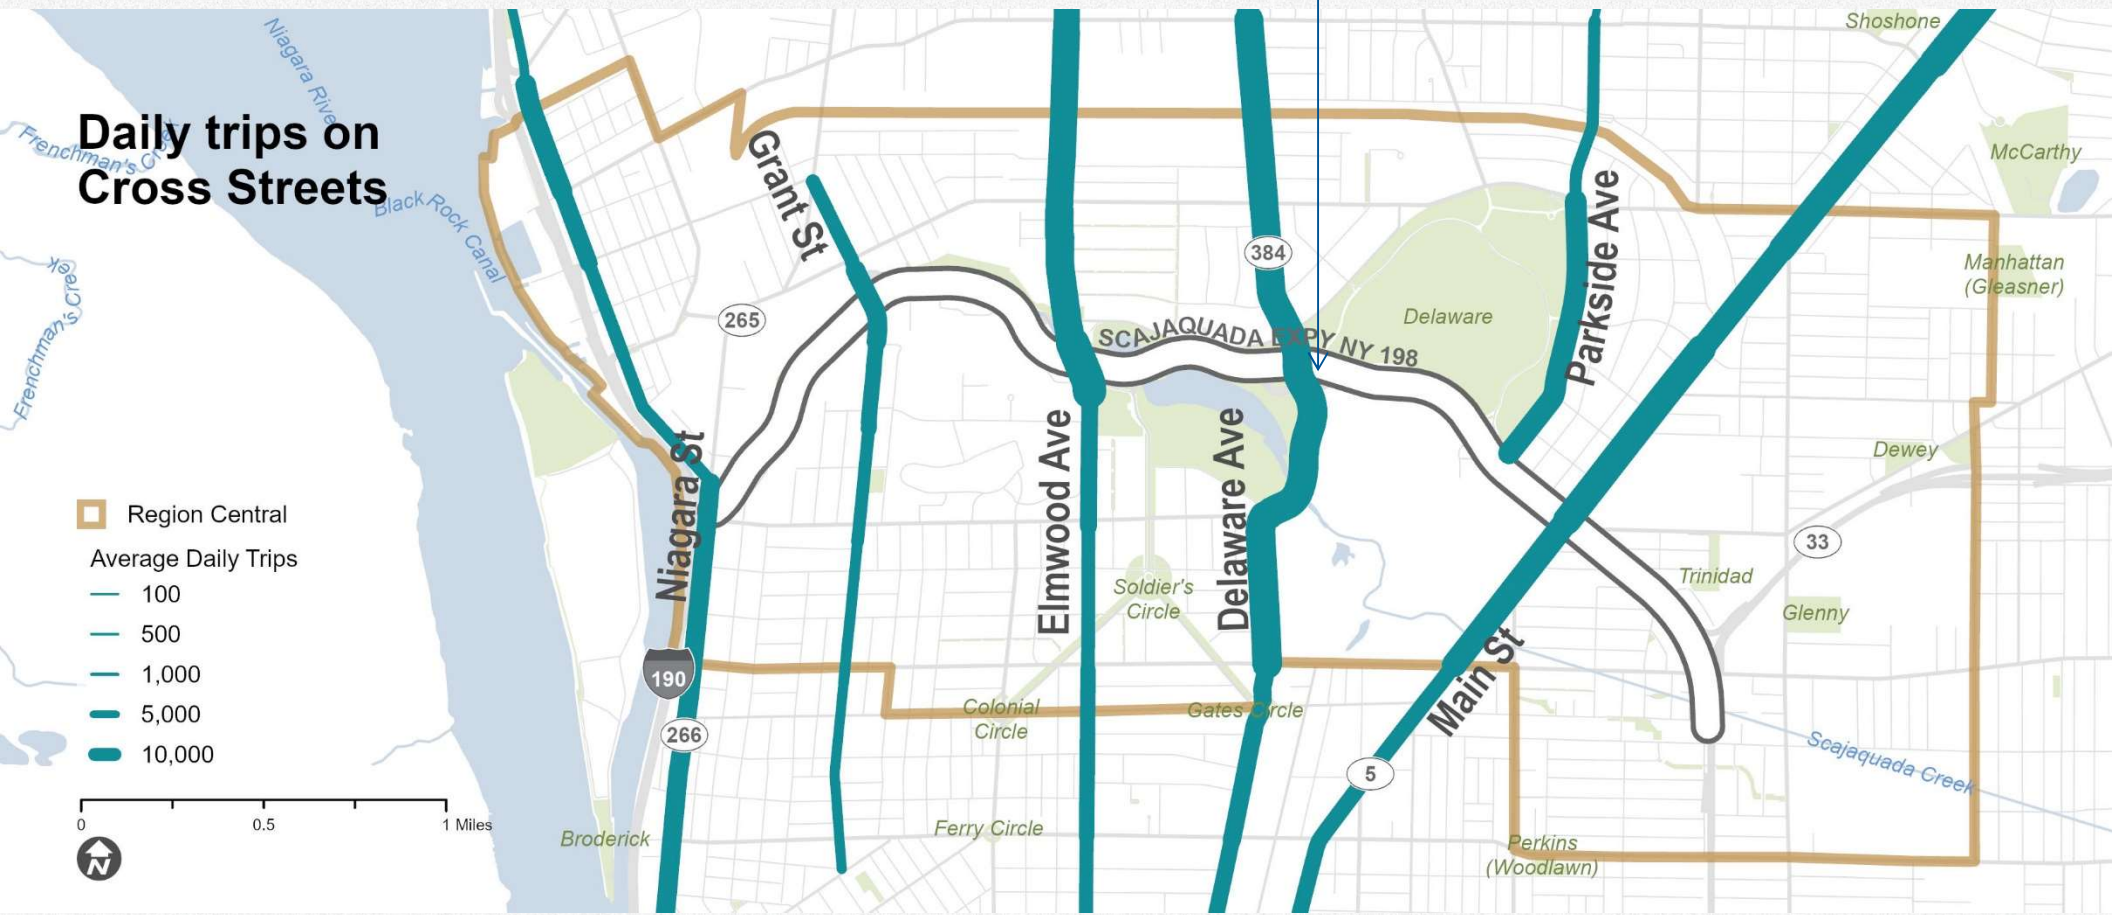 Daily trips on
Cross Streets
Niagara River
Frenchman's Creek
Black Rock Canal
Frenchman's Creek
Grant St
265
384
SCAJAQUADA EXPY NY 198
Delaware
Parkside Ave
Shoshone
McCarthy
Manhattan
(Gleasner)
Dewey
33
Trinidad
Glenny
Niagara St
Elmwood Ave
Delaware Ave
Soldier's
Circle
Main St
190
266
Colonial
Circle
Gates Circle
5
Scajaquada Creek
Broderick
Ferry Circle
Perkins
(Woodlawn)
Region Central
Average Daily Trips
100
500
1,000
5,000
10,000
0 0.5 1 Miles
N